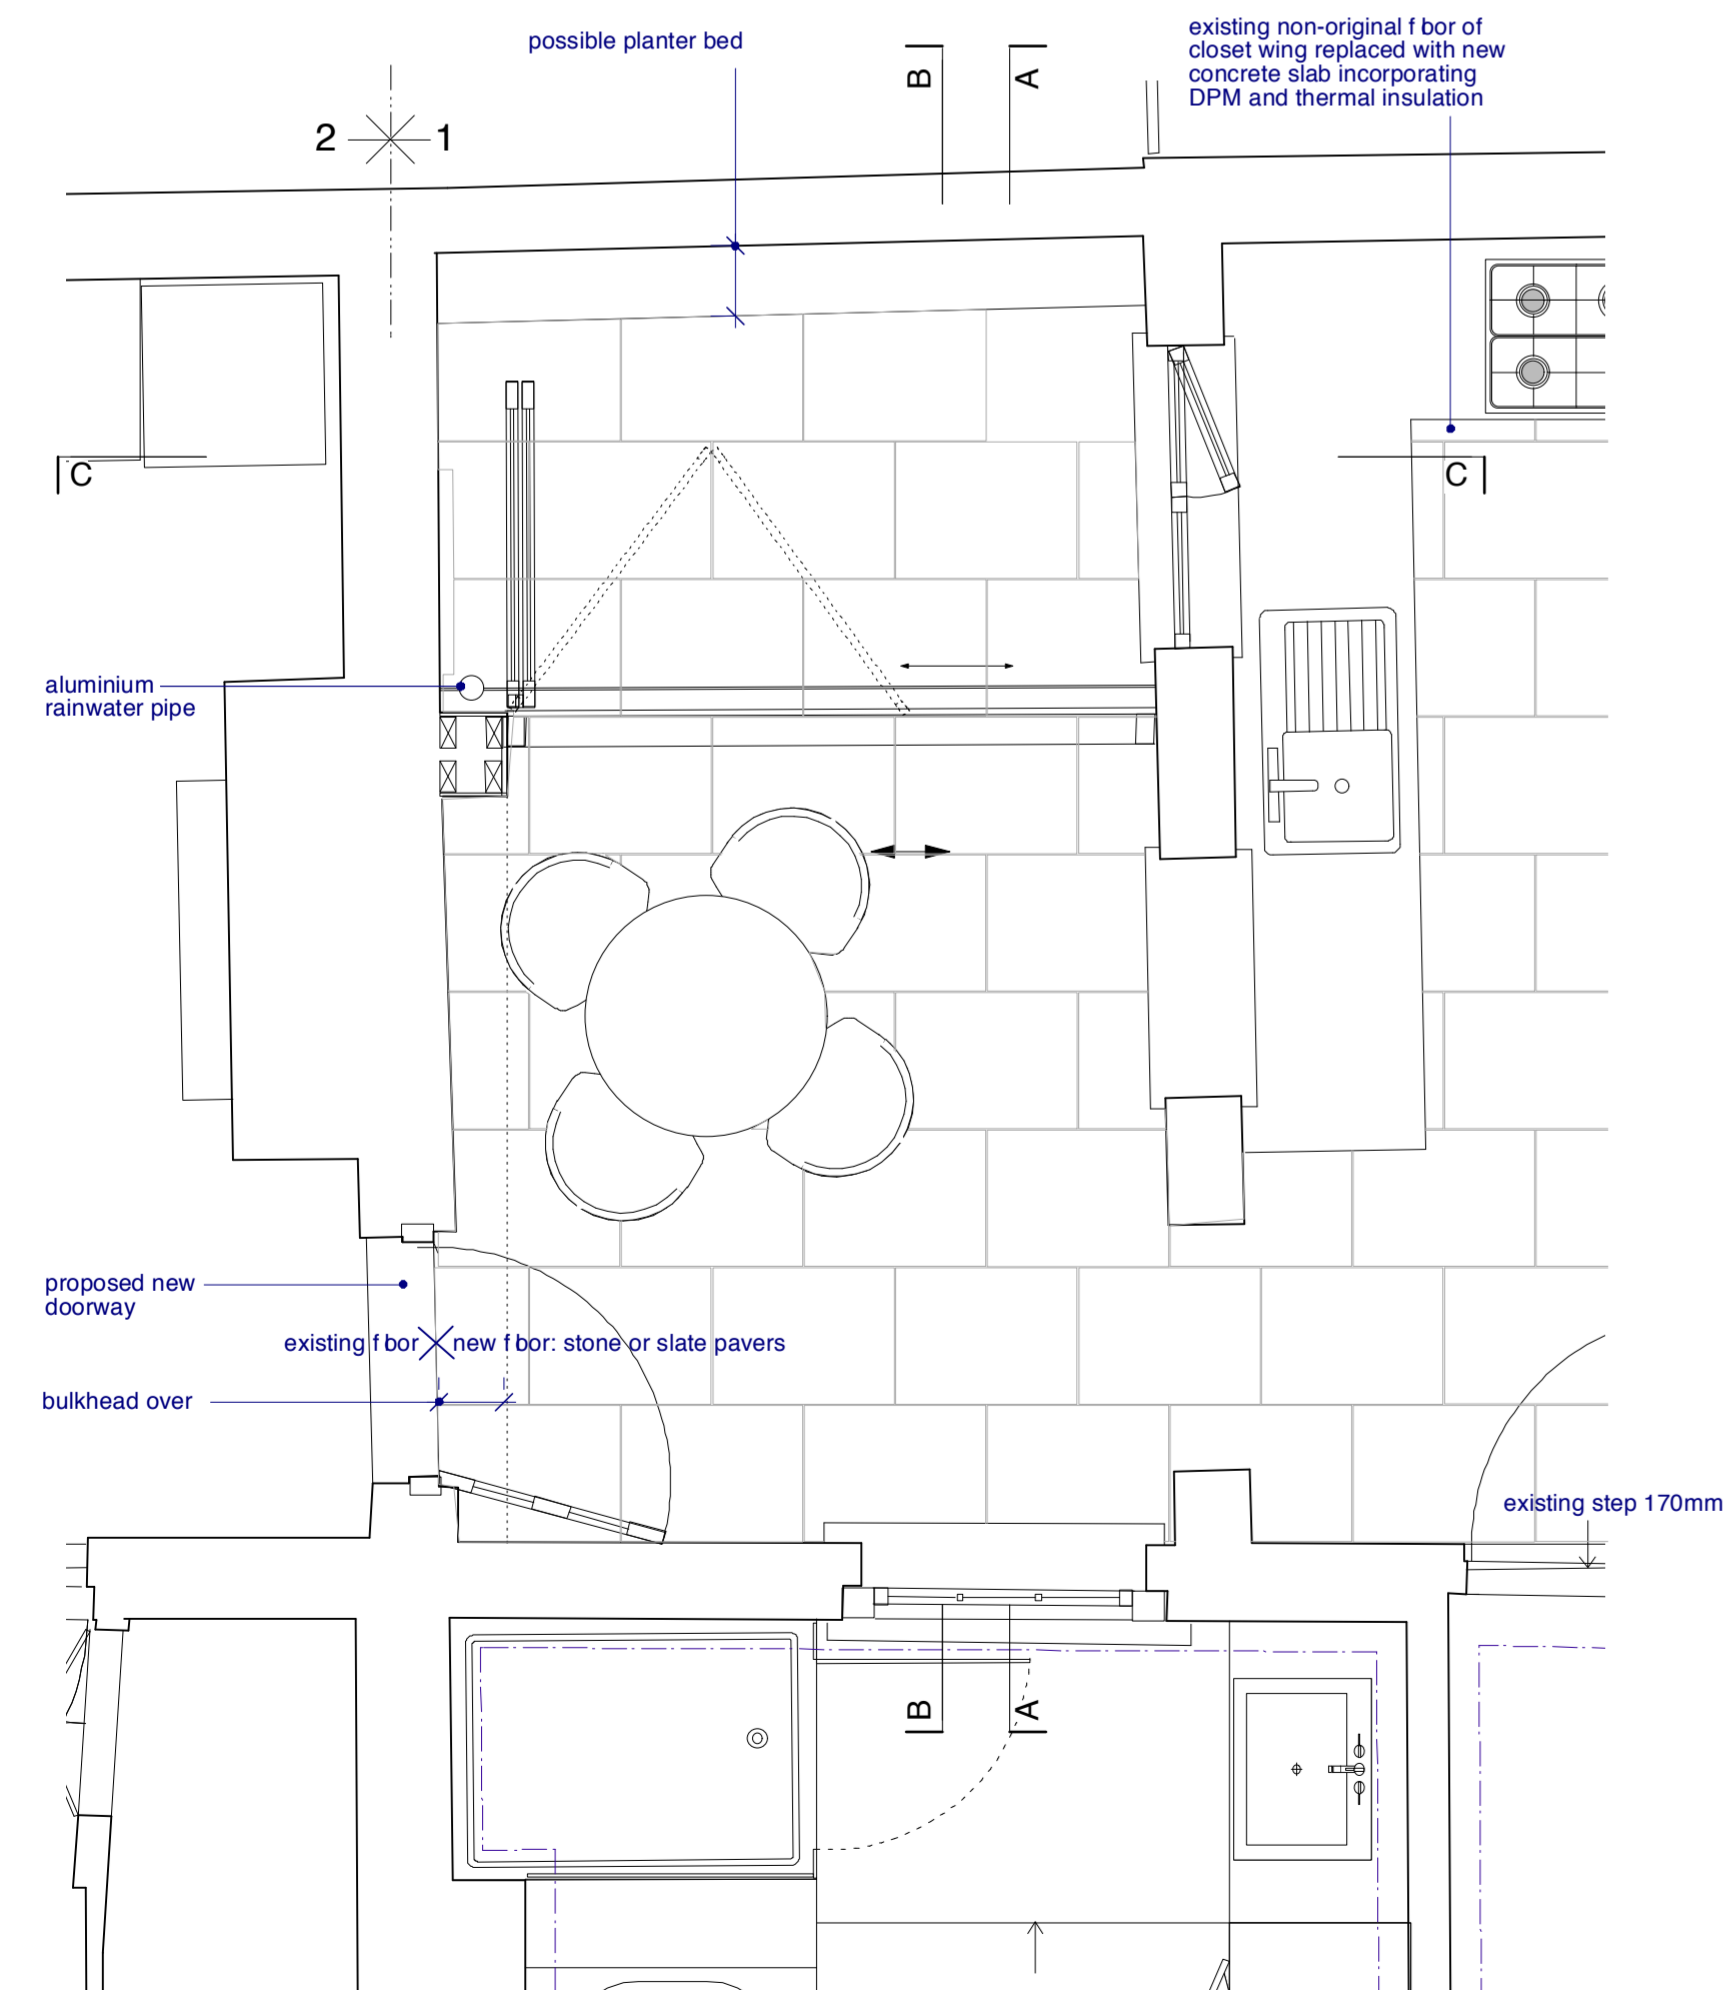 possible planter bed
existing non-original f bor of
closet wing replaced with new
concrete slab incorporating
DPM and thermal insulation
B
A
2
1
C
C
aluminium
rainwater pipe
proposed new
doorway
existing f bor
new f bor: stone or slate pavers
bulkhead over
existing step 170mm
B
A